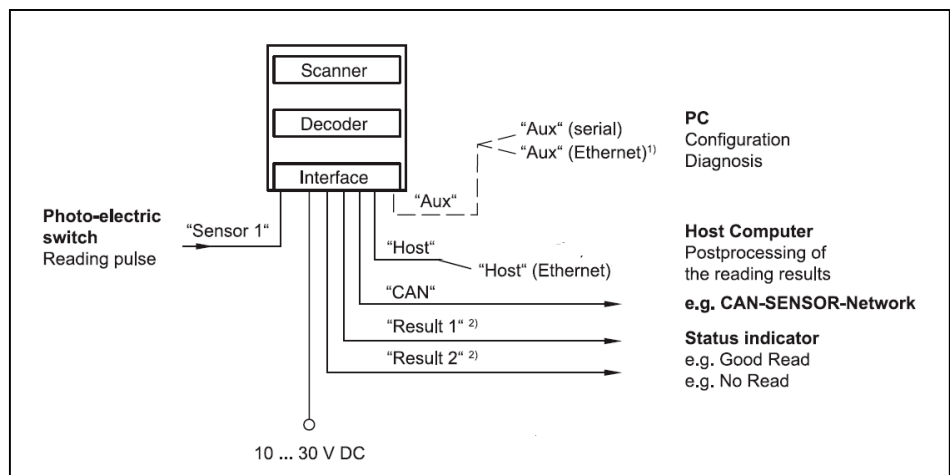 Scanner
Decoder
Interface
“Aux“ (serial)
“Aux“ (Ethernet)1)
PC
Configuration
Diagnosis
“Aux“
Photo-electric
switch
Reading pulse
“Sensor 1“
“Host“
“Host“ (Ethernet)
Host Computer
Postprocessing of
the reading results
“CAN“
e.g. CAN-SENSOR-Network
“Result 1“ 2)
Status indicator
e.g. Good Read
“Result 2“ 2)
e.g. No Read
10 ... 30 V DC